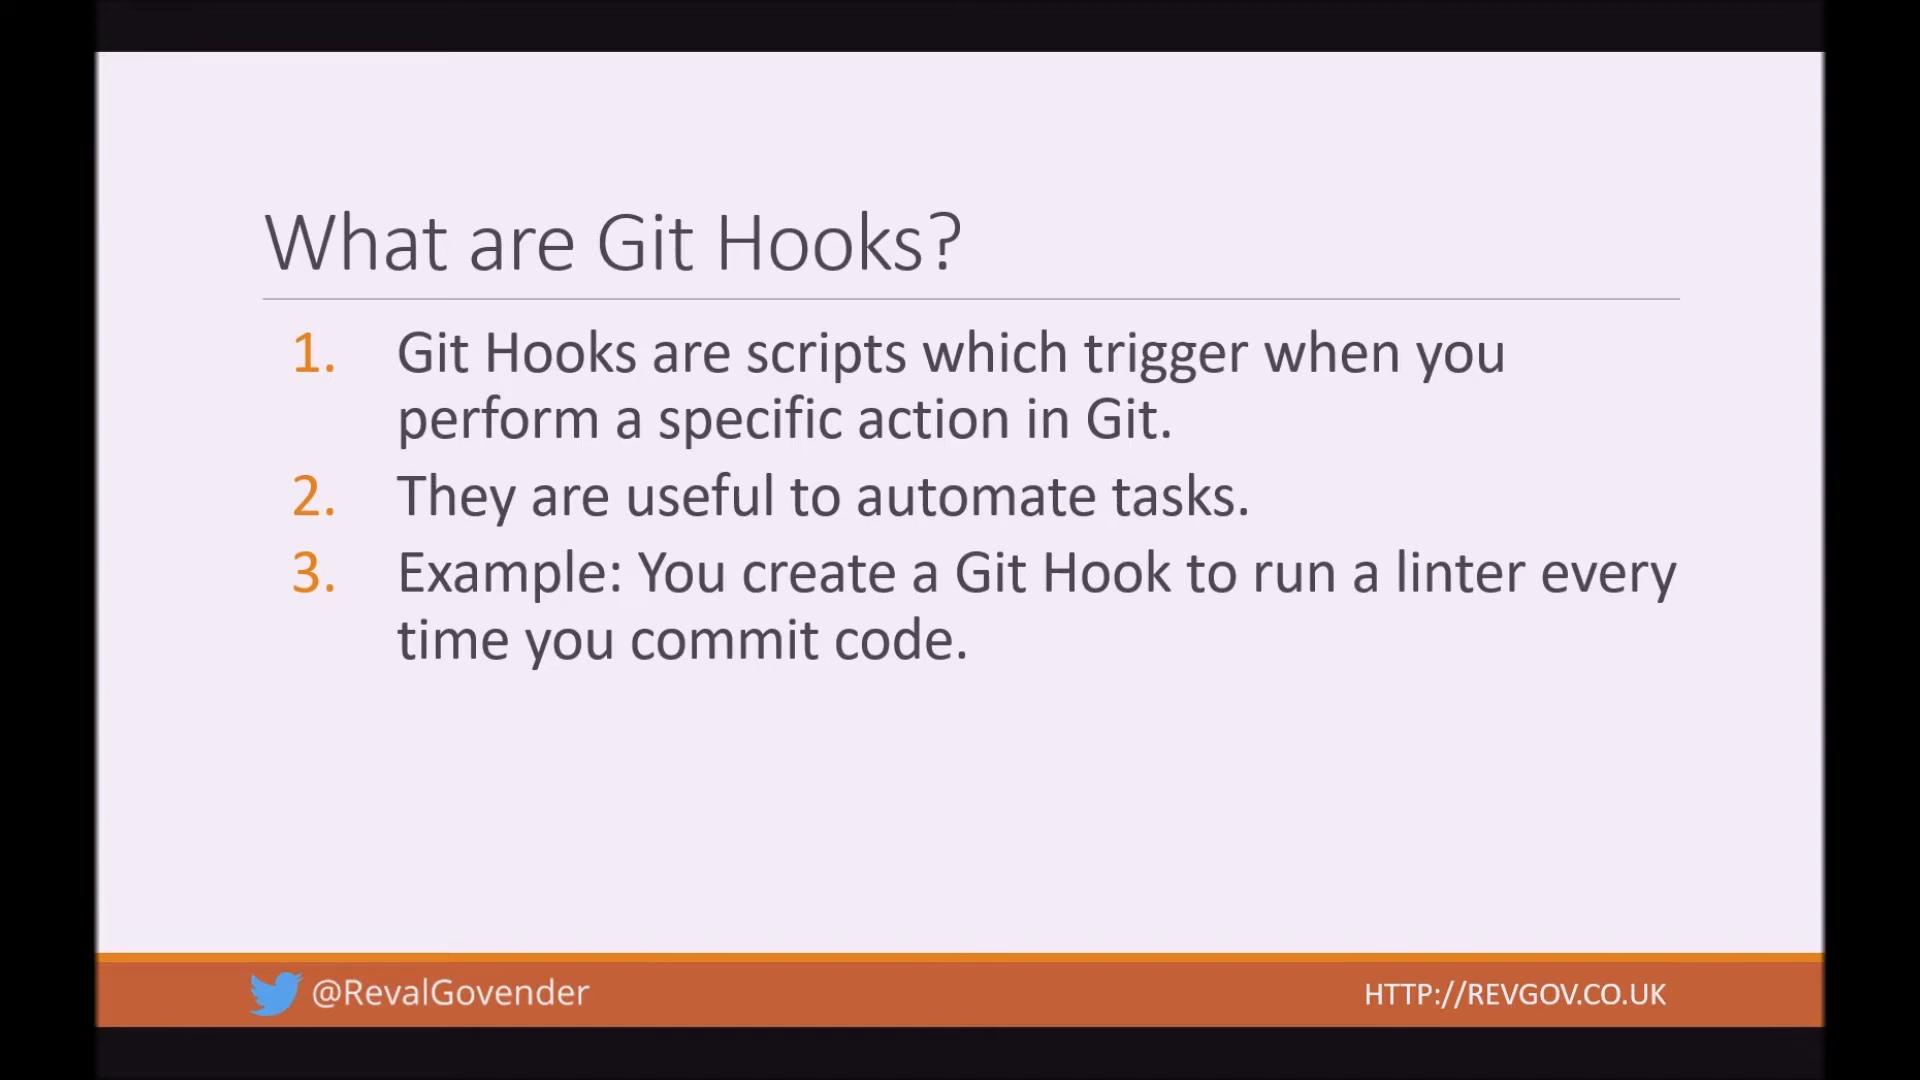 What are Git Hooks?
1. Git Hooks are scripts which trigger when you
perform a specific action in Git.
2. They are useful to automate tasks.
3. Example: You create a Git Hook to run a linter every
time you commit code.
@RevalGovender
HTTP://REVGOV.CO.UK